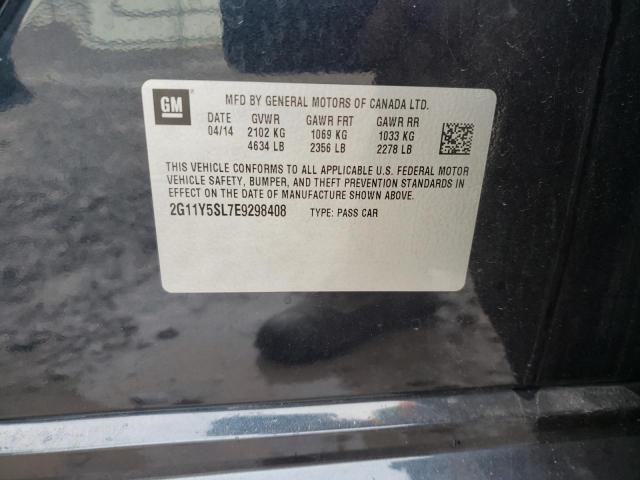 GM
MFD BY GENERAL MOTORS OF CANADA LTD.
DATE GVWR GAWR FRT GAWR RR
04/14 2102 KG 1069 KG 1033 KG
4634 LB 2356 LB 2278 LB
THIS VEHICLE CONFORMS TO ALL APPLICABLE U.S. FEDERAL MOTOR
VEHICLE SAFETY, BUMPER, AND THEFT PREVENTION STANDARDS IN
EFFECT ON THE DATE OF MANUFACTURE SHOWN ABOVE.
2G11Y5SL7E9298408 TYPE: PASS CAR